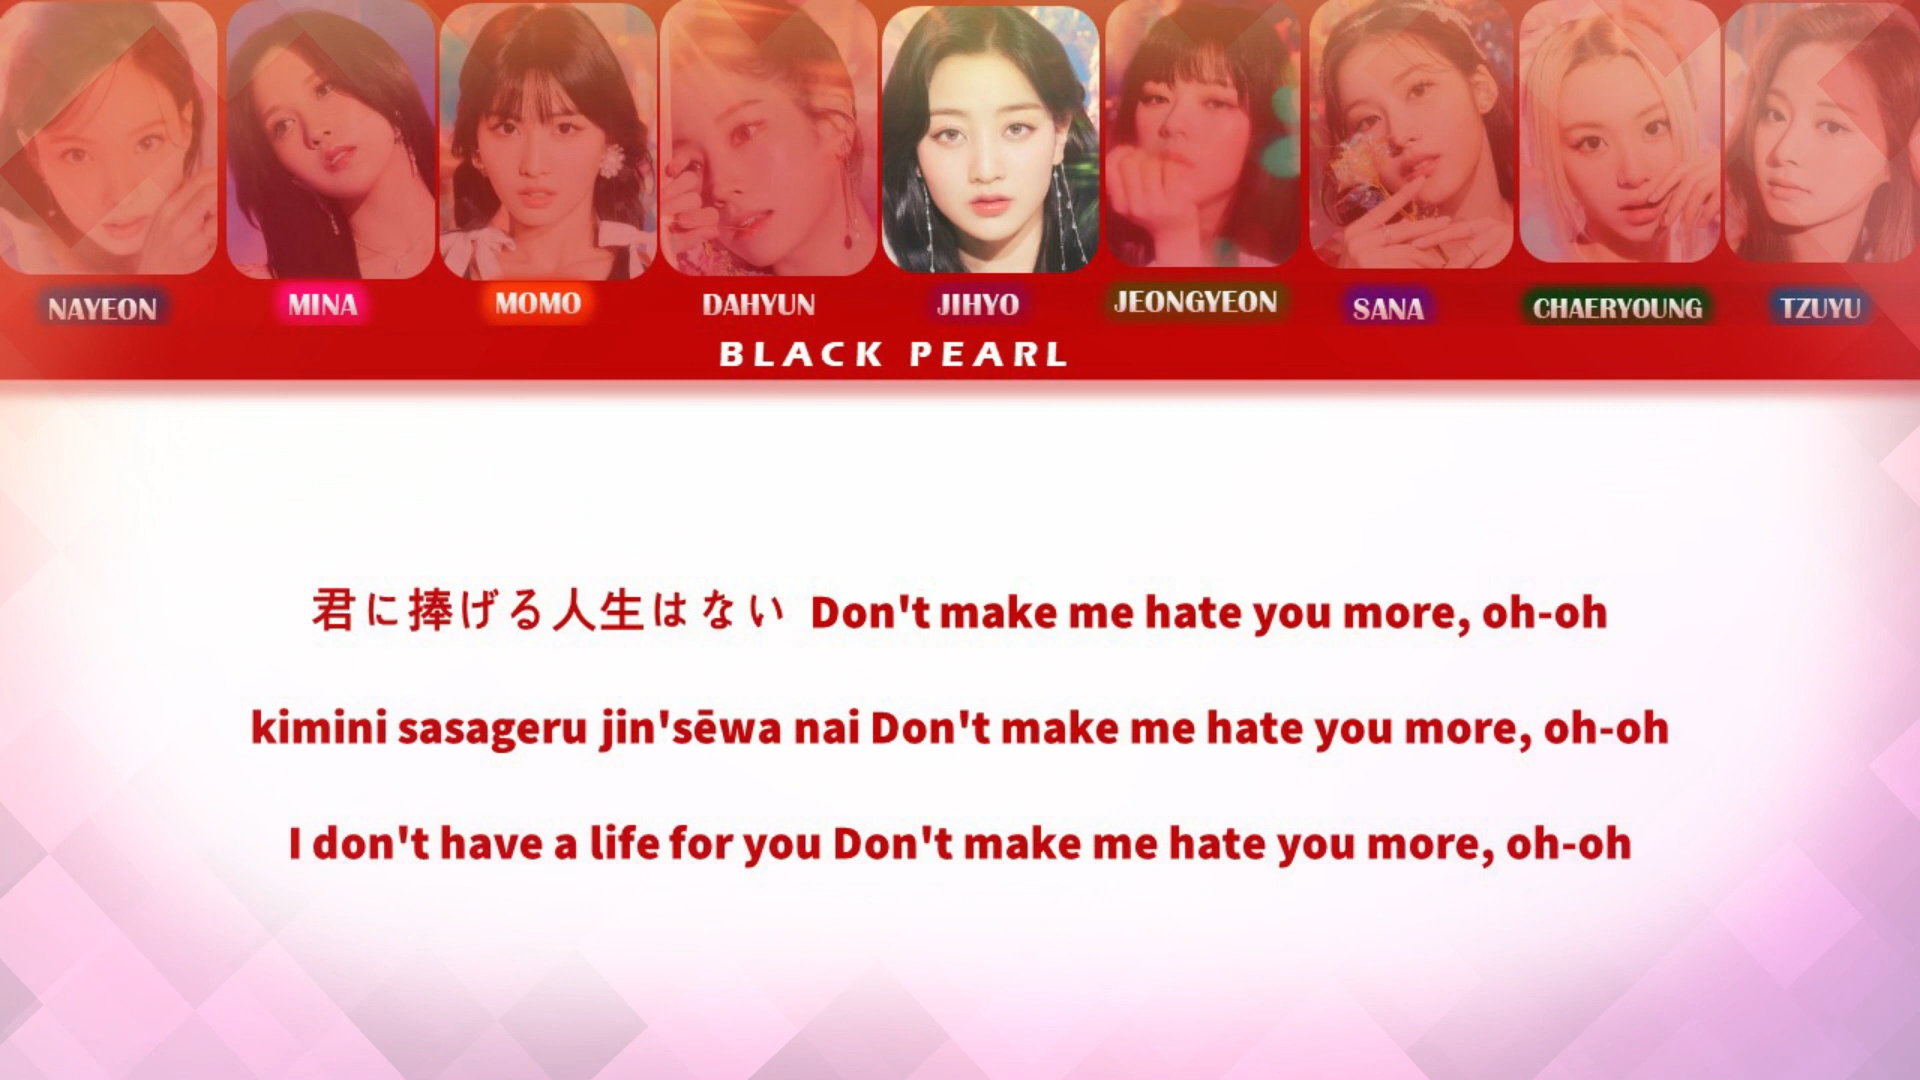 NAYEON MINA MOMO DAHYUN JIHYO JEONGYEON SANA CHAERYOUNG TZUYU
BLACK PEARL
君に捧げる人生はない Don't make me hate you more, oh-oh
kimini sasageru jin'sēwa nai Don't make me hate you more, oh-oh
I don't have a life for you Don't make me hate you more, oh-oh